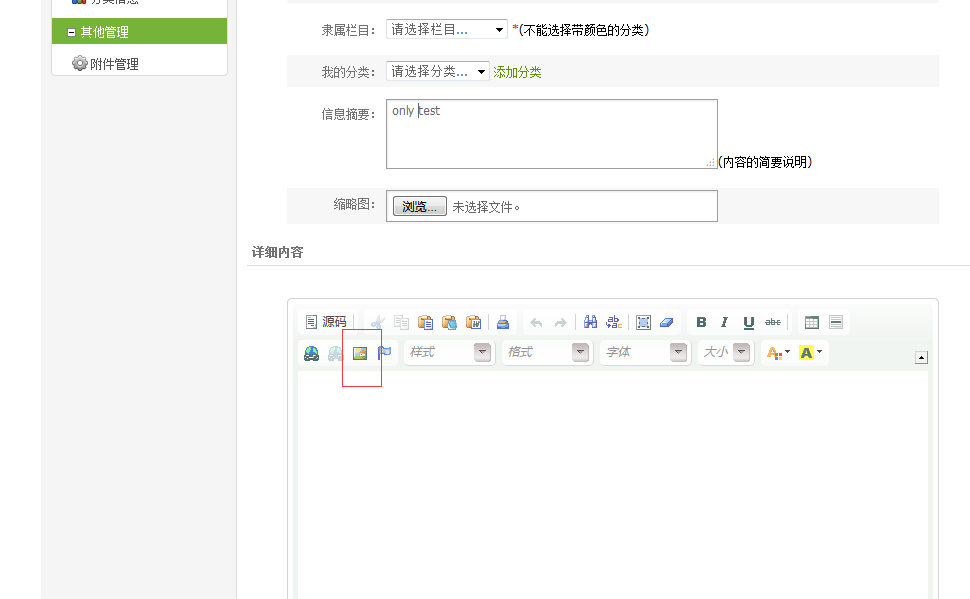 分类信息
其他管理
附件管理
隶属栏目： 请选择栏目... *(不能选择带颜色的分类)
我的分类： 请选择分类... 添加分类
信息摘要： only test
(内容的简要说明)
缩略图： 浏览... 未选择文件。
详细内容
源码 B I U abc
样式 格式 字体 大小 A A